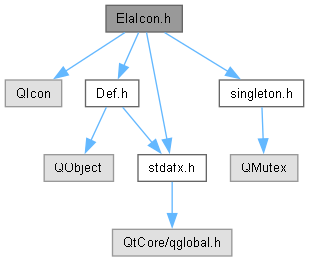 ElaIcon.h
QIcon
Def.h
singleton.h
QObject
stdafx.h
QMutex
QtCore/qglobal.h